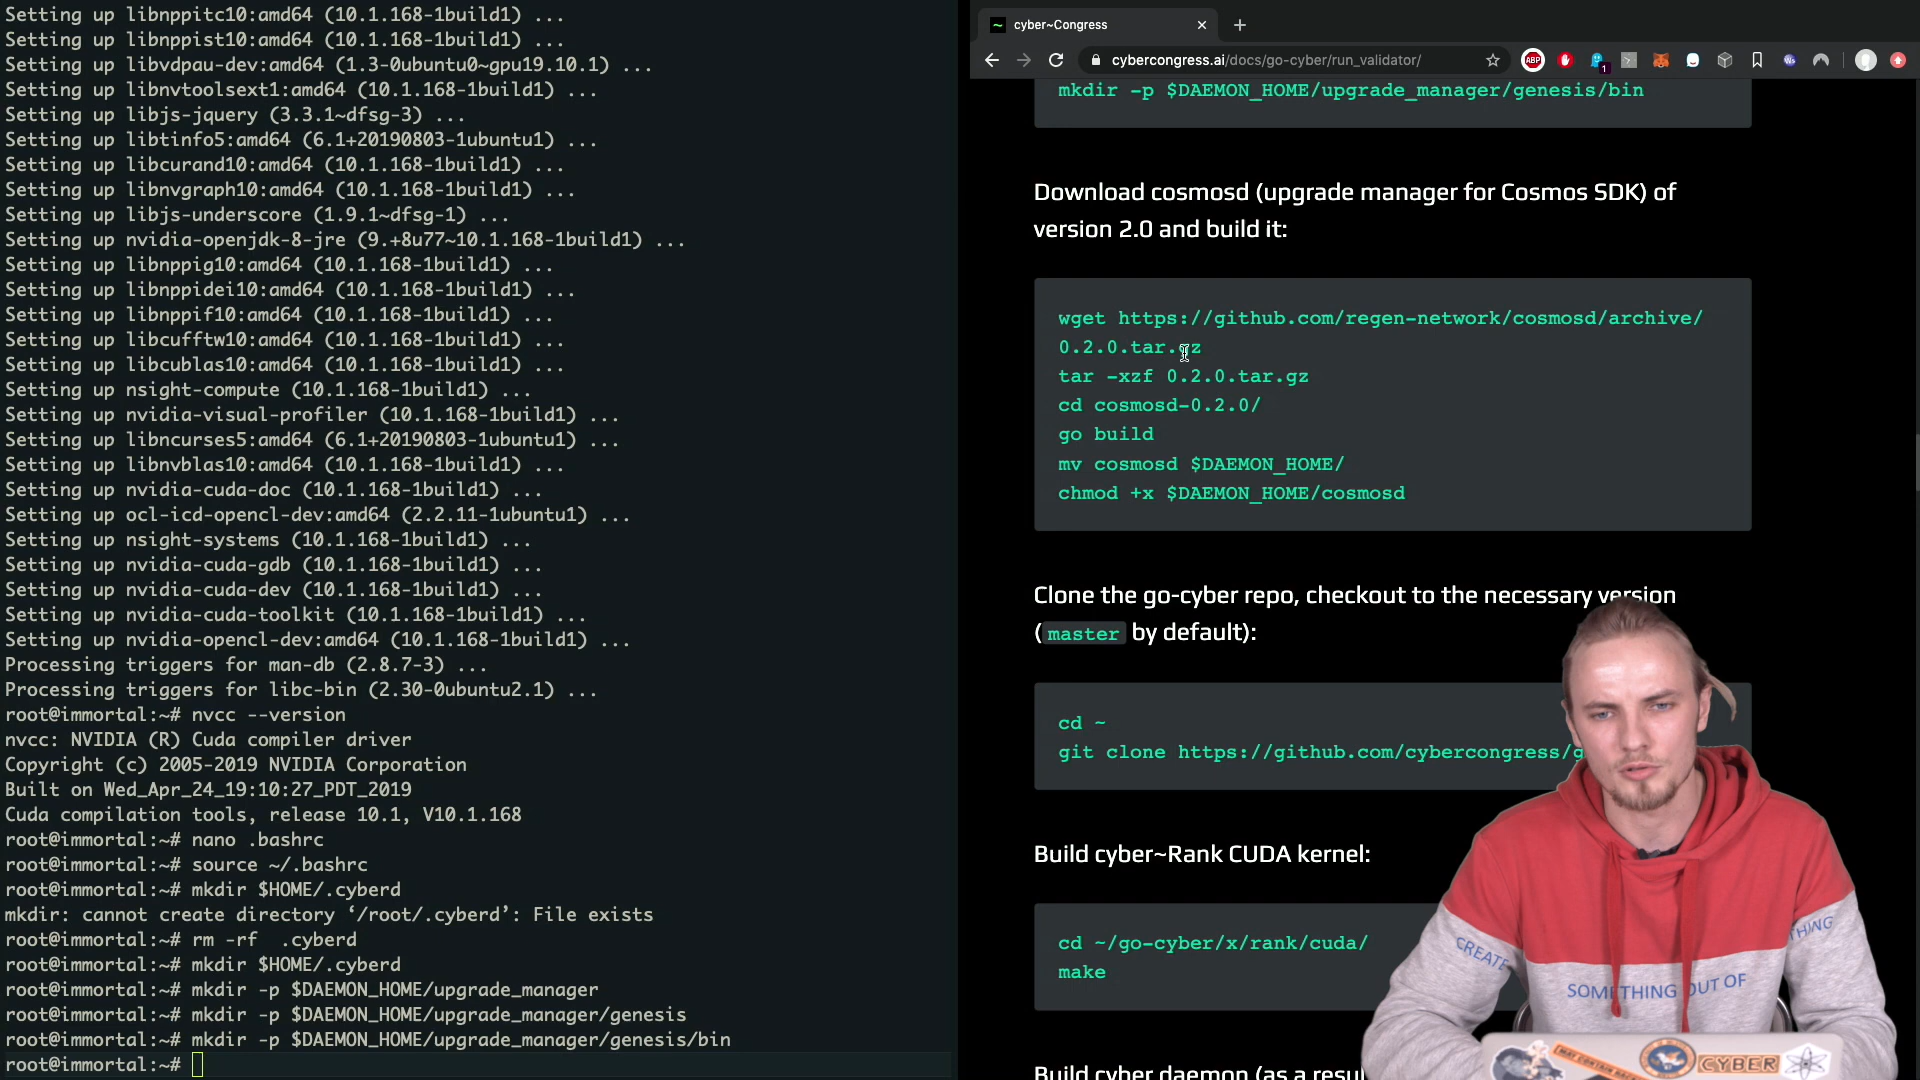 Setting up libnppitc10:amd64 (10.1.168-1build1) ...
Setting up libnppist10:amd64 (10.1.168-1build1) ...
Setting up libvdpau-dev:amd64 (1.3-0ubuntu0~gpu19.10.1) ...
Setting up libnvtoolsext1:amd64 (10.1.168-1build1) ...
Setting up libjs-jquery (3.3.1~dfsg-3) ...
Setting up libtinfo5:amd64 (6.1+20190803-1ubuntu1) ...
Setting up libcurand10:amd64 (10.1.168-1build1) ...
Setting up libnvgraph10:amd64 (10.1.168-1build1) ...
Setting up libjs-underscore (1.9.1~dfsg-1) ...
Setting up nvidia-openjdk-8-jre (9.+8u77~10.1.168-1build1) ...
Setting up libnppig10:amd64 (10.1.168-1build1) ...
Setting up libnppidei10:amd64 (10.1.168-1build1) ...
Setting up libnppif10:amd64 (10.1.168-1build1) ...
Setting up libcufftw10:amd64 (10.1.168-1build1) ...
Setting up libcublas10:amd64 (10.1.168-1build1) ...
Setting up nsight-compute (10.1.168-1build1) ...
Setting up nvidia-visual-profiler (10.1.168-1build1) ...
Setting up libncurses5:amd64 (6.1+20190803-1ubuntu1) ...
Setting up libnvblas10:amd64 (10.1.168-1build1) ...
Setting up nvidia-cuda-doc (10.1.168-1build1) ...
Setting up ocl-icd-opencl-dev:amd64 (2.2.11-1ubuntu1) ...
Setting up nsight-systems (10.1.168-1build1) ...
Setting up nvidia-cuda-gdb (10.1.168-1build1) ...
Setting up nvidia-cuda-dev (10.1.168-1build1) ...
Setting up nvidia-cuda-toolkit (10.1.168-1build1) ...
Setting up nvidia-opencl-dev:amd64 (10.1.168-1build1) ...
Processing triggers for man-db (2.8.7-3) ...
Processing triggers for libc-bin (2.30-0ubuntu2.1) ...
root@immortal:~# nvcc --version
nvcc: NVIDIA (R) Cuda compiler driver
Copyright (c) 2005-2019 NVIDIA Corporation
Built on Wed_Apr_24_19:10:27_PDT_2019
Cuda compilation tools, release 10.1, V10.1.168
root@immortal:~# nano .bashrc
root@immortal:~# source ~/.bashrc
root@immortal:~# mkdir $HOME/.cyberd
mkdir: cannot create directory ‘/root/.cyberd’: File exists
root@immortal:~# rm -rf  .cyberd
root@immortal:~# mkdir $HOME/.cyberd
root@immortal:~# mkdir -p $DAEMON_HOME/upgrade_manager
root@immortal:~# mkdir -p $DAEMON_HOME/upgrade_manager/genesis
root@immortal:~# mkdir -p $DAEMON_HOME/upgrade_manager/genesis/bin
root@immortal:~#
cyber~Congress
cybercongress.ai/docs/go-cyber/run_validator/
ABP
1
mkdir -p $DAEMON_HOME/upgrade_manager/genesis/bin
Download cosmosd (upgrade manager for Cosmos SDK) of
version 2.0 and build it:
wget https://github.com/regen-network/cosmosd/archive/
0.2.0.tar.gz
tar -xzf 0.2.0.tar.gz
cd cosmosd-0.2.0/
go build
mv cosmosd $DAEMON_HOME/
chmod +x $DAEMON_HOME/cosmosd
Clone the go-cyber repo, checkout to the necessary version
(master by default):
cd ~
git clone https://github.com/cybercongress/g
Build cyber~Rank CUDA kernel:
cd ~/go-cyber/x/rank/cuda/
make
Build cyber daemon (as a resul
CREATE
THING
SOMETHING OUT OF
CYBER